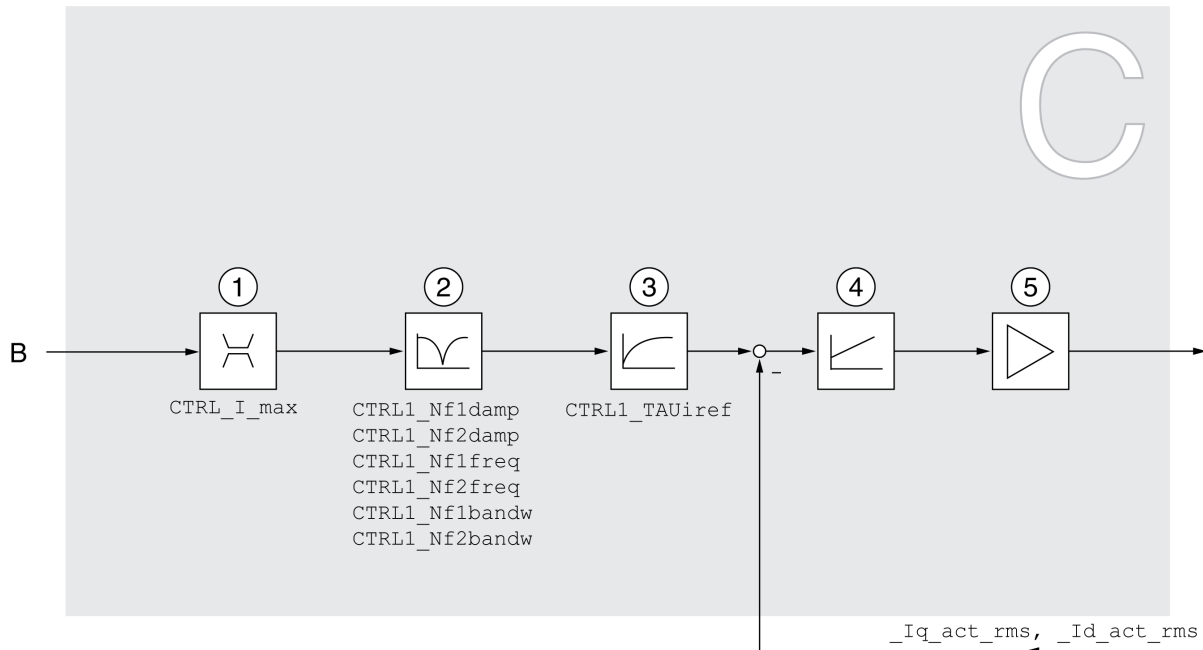 C
1
2
3
4
5
B
-
CTRL_I_max
CTRL1_Nf1damp
CTRL1_Nf2damp
CTRL1_Nf1freq
CTRL1_Nf2freq
CTRL1_Nf1bandw
CTRL1_Nf2bandw
CTRL1_TAUiref
_Iq_act_rms, _Id_act_rms